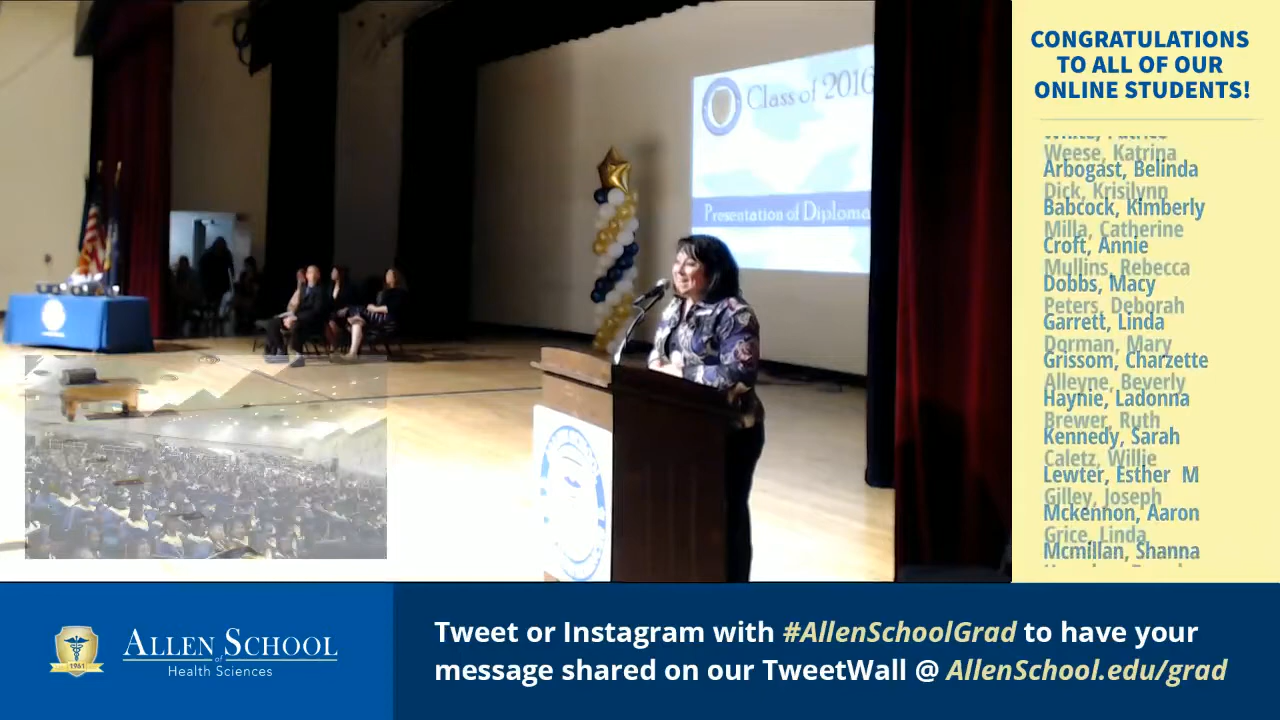 Class of 2016
Presentation of Diploma
CONGRATULATIONS
TO ALL OF OUR
ONLINE STUDENTS!
Weese, Katrina
Arbogast, Belinda
Dick, Krisilynn
Babcock, Kimberly
Milla, Catherine
Croft, Annie
Mullins, Rebecca
Dobbs, Macy
Peters, Deborah
Garrett, Linda
Dorman, Mary
Grissom, Charzette
Alleyne, Beverly
Haynie, Ladonna
Brewer, Ruth
Kennedy, Sarah
Caletz, Willie
Lewter, Esther M
Gilley, Joseph
Mckennon, Aaron
Grice, Linda
Mcmillan, Shanna
1961
ALLEN SCHOOL
of
Health Sciences
Tweet or Instagram with #AllenSchoolGrad to have your
message shared on our TweetWall @ AllenSchool.edu/grad